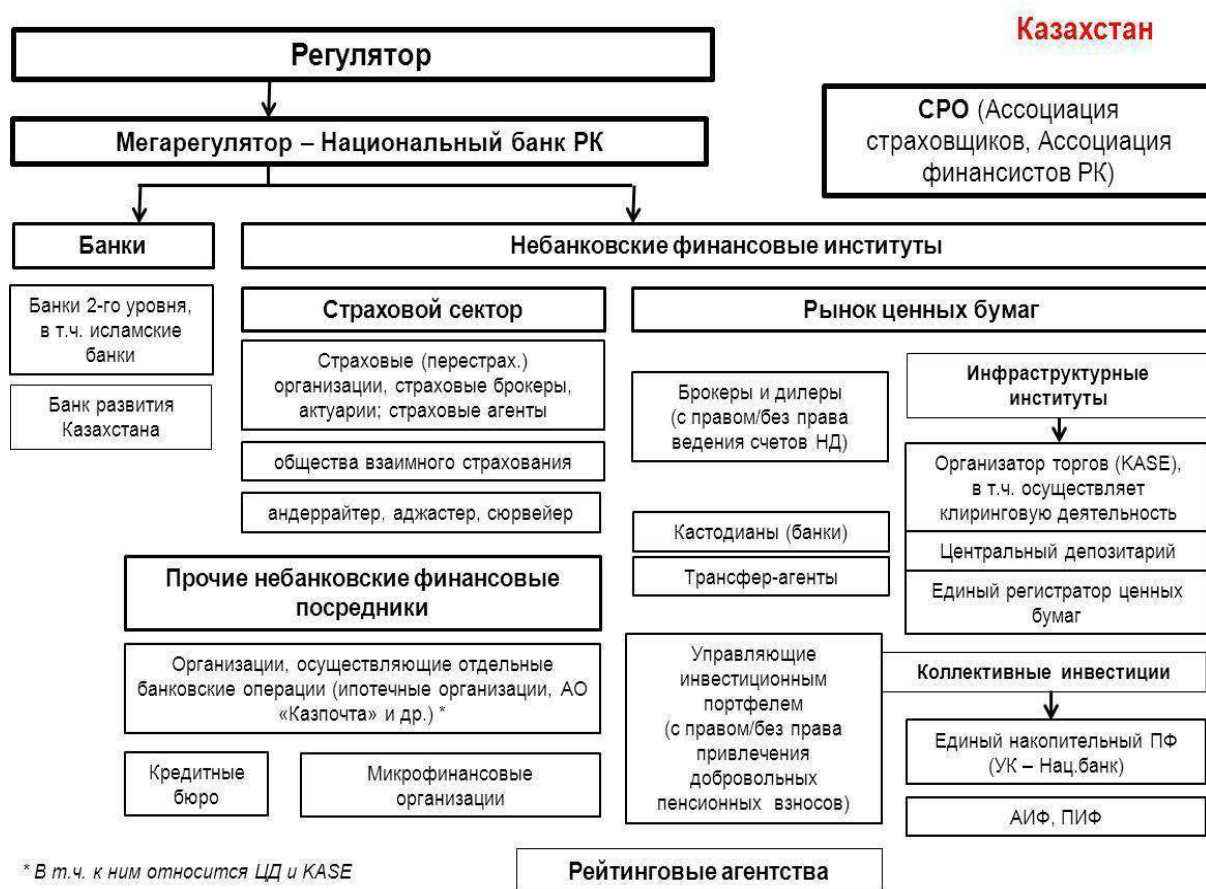 Казахстан
Регулятор
Мегарегулятор – Национальный банк РК
СРО (Ассоциация
страховщиков, Ассоциация
финансистов РК)
Банки
Небанковские финансовые институты
Банки 2-го уровня,
в т.ч. исламские
банки
Банк развития
Казахстана
Страховой сектор
Страховые (перестрах.)
организации, страховые брокеры,
актуарии; страховые агенты
общества взаимного страхования
андеррайтер, аджастер, сюрвейер
Рынок ценных бумаг
Брокеры и дилеры
(с правом/без права
ведения счетов НД)
Кастодианы (банки)
Трансфер-агенты
Инфраструктурные
институты
Организатор торгов (KASE),
в т.ч. осуществляет
клиринговую деятельность
Центральный депозитарий
Единый регистратор ценных
бумаг
Прочие небанковские финансовые
посредники
Организации, осуществляющие отдельные
банковские операции (ипотечные организации, АО
«Казпочта» и др.) *
Кредитные
бюро
Микрофинансовые
организации
Управляющие
инвестиционным
портфелем
(с правом/без права
привлечения
добровольных
пенсионных взносов)
Коллективные инвестиции
Единый накопительный ПФ
(УК – Нац.банк)
АИФ, ПИФ
* В т.ч. к ним относится ЦД и KASE
Рейтинговые агентства